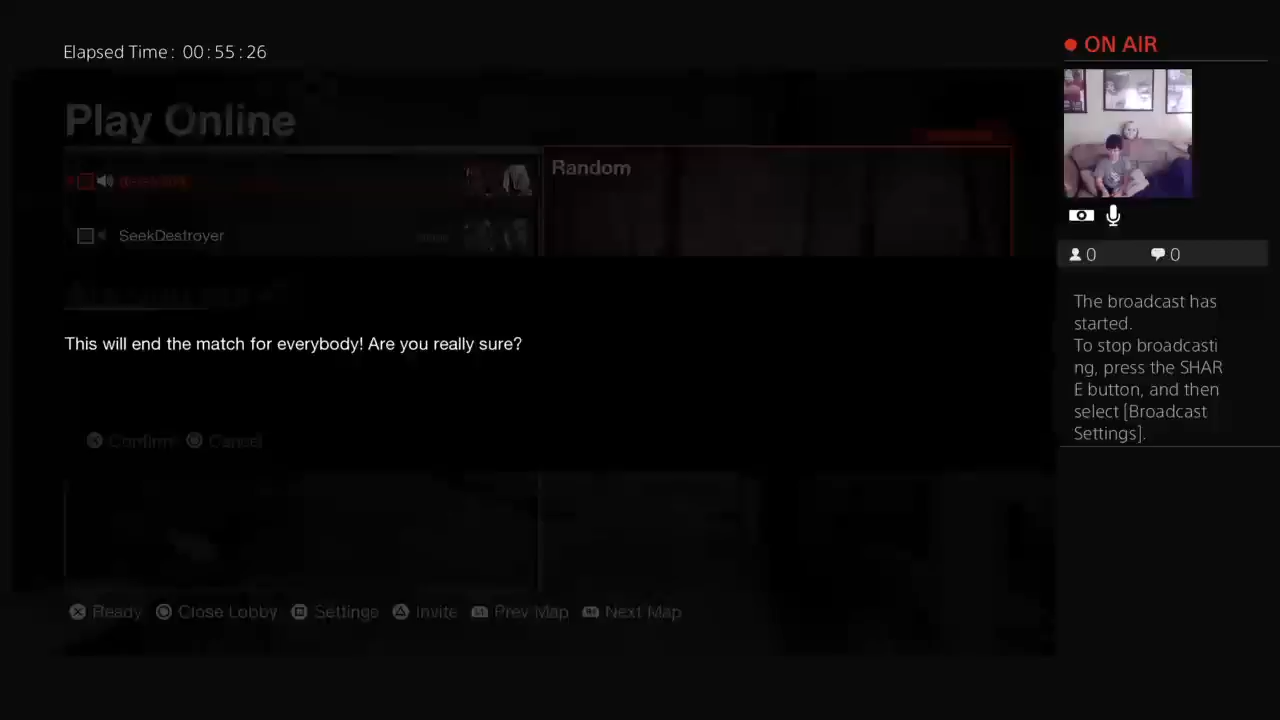 Elapsed Time: 00:55:26
ON AIR
Play Online
Random
SeekDestroyer
0
0
This will end the match for everybody! Are you really sure?
The broadcast has
started.
To stop broadcasti
ng, press the SHAR
E button, and then
select [Broadcast
Settings].
Confirm Cancel
Ready Close Lobby Settings Invite Prev Map Next Map